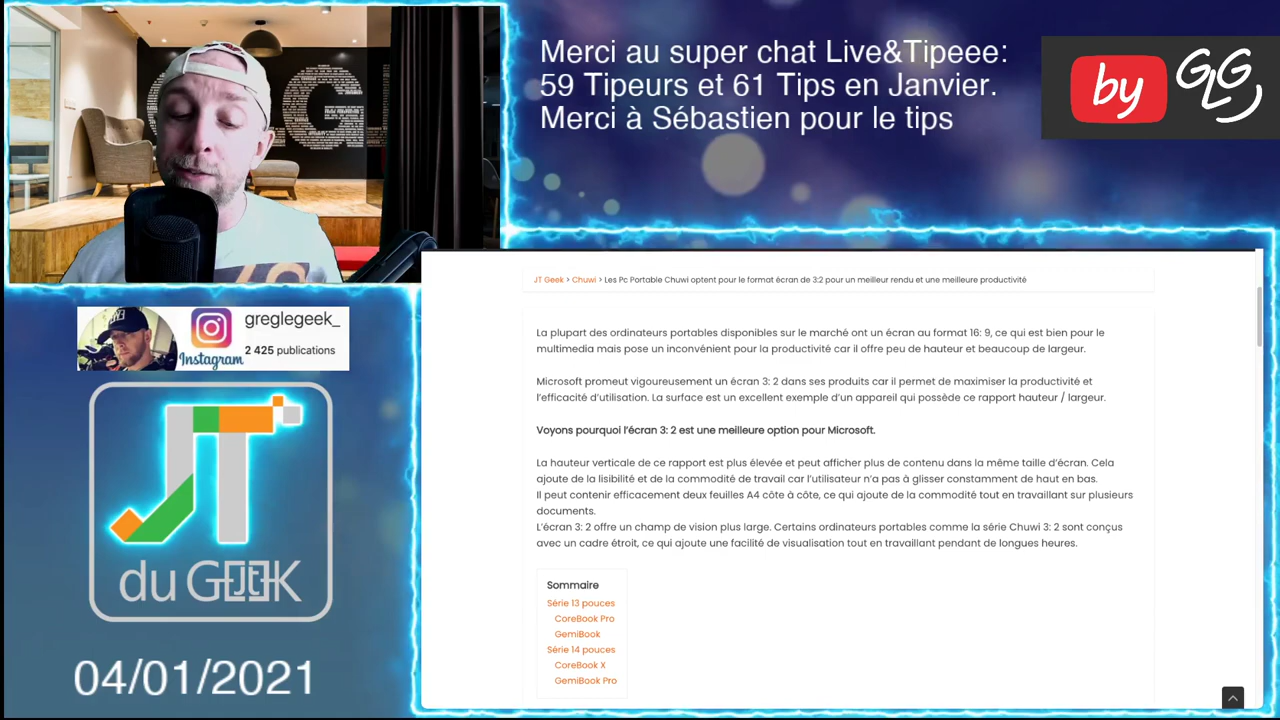 Merci au super chat Live&Tipeee:
59 Tipeurs et 61 Tips en Janvier.
Merci à Sébastien pour le tips
by GLG
JT Geek > Chuwi > Les Pc Portable Chuwi optent pour le format écran de 3:2 pour un meilleur rendu et une meilleure productivité
La plupart des ordinateurs portables disponibles sur le marché ont un écran au format 16: 9, ce qui est bien pour le
multimedia mais pose un inconvénient pour la productivité car il offre peu de hauteur et beaucoup de largeur.
Microsoft promeut vigoureusement un écran 3: 2 dans ses produits car il permet de maximiser la productivité et
l'efficacité d'utilisation. La surface est un excellent exemple d'un appareil qui possède ce rapport hauteur / largeur.
Voyons pourquoi l'écran 3: 2 est une meilleure option pour Microsoft.
La hauteur verticale de ce rapport est plus élevée et peut afficher plus de contenu dans la même taille d'écran. Cela
ajoute de la lisibilité et de la commodité de travail car l'utilisateur n'a pas à glisser constamment de haut en bas.
Il peut contenir efficacement deux feuilles A4 côte à côte, ce qui ajoute de la commodité tout en travaillant sur plusieurs
documents.
L'écran 3: 2 offre un champ de vision plus large. Certains ordinateurs portables comme la série Chuwi 3: 2 sont conçus
avec un cadre étroit, ce qui ajoute une facilité de visualisation tout en travaillant pendant de longues heures.
Sommaire
Série 13 pouces
CoreBook Pro
GemiBook
Série 14 pouces
CoreBook X
GemiBook Pro
greglegeek_
Instagram
2 425 publications
JT
du GEEK
04/01/2021